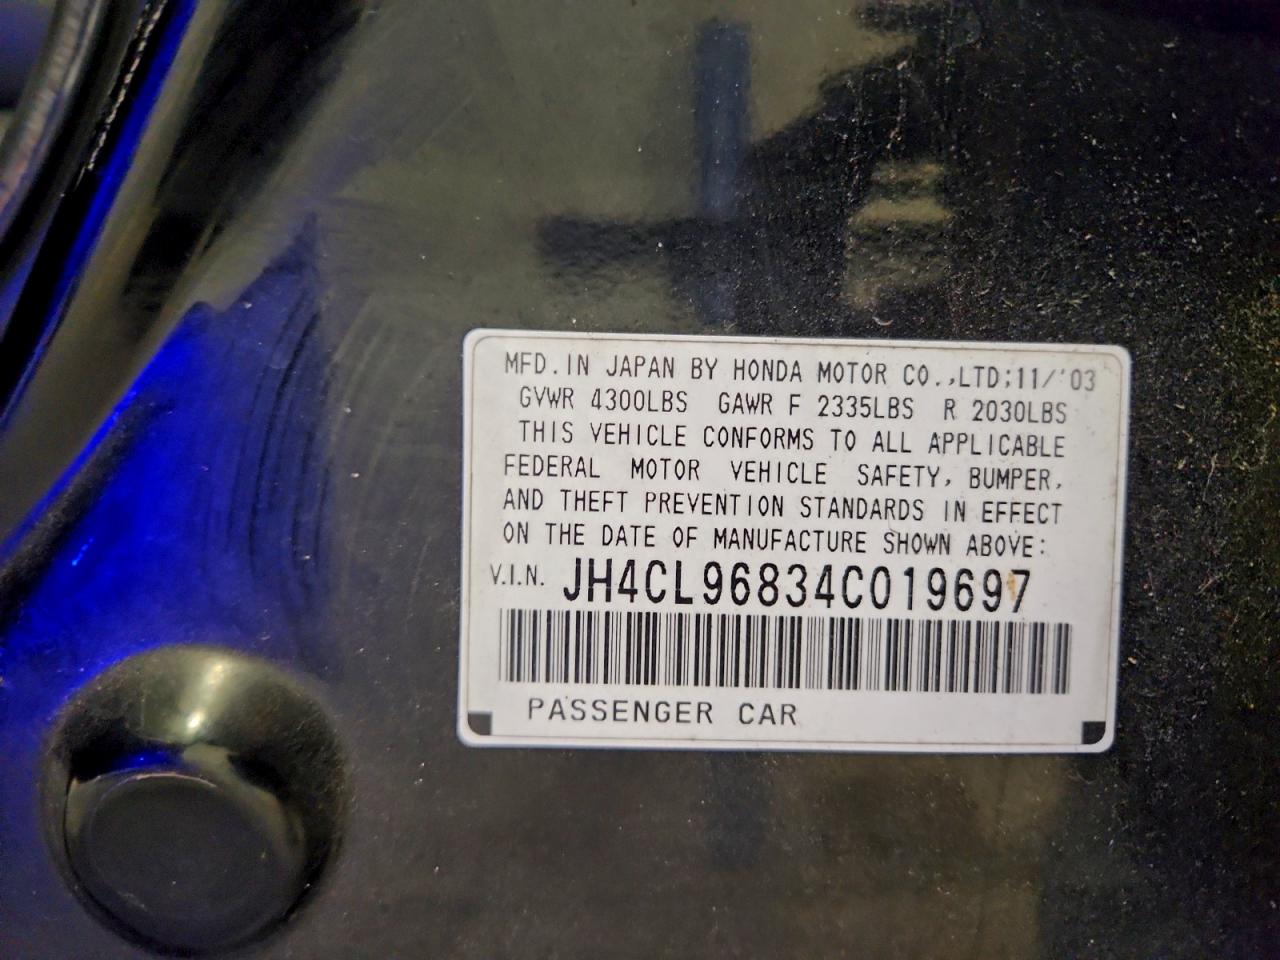 MFD. IN JAPAN BY HONDA MOTOR CO.,LTD;11/'03
GVWR 4300LBS GAWR F 2335LBS R 2030LBS
THIS VEHICLE CONFORMS TO ALL APPLICABLE
FEDERAL MOTOR VEHICLE SAFETY, BUMPER,
AND THEFT PREVENTION STANDARDS IN EFFECT
ON THE DATE OF MANUFACTURE SHOWN ABOVE:
V.I.N. JH4CL96834C019697
PASSENGER CAR